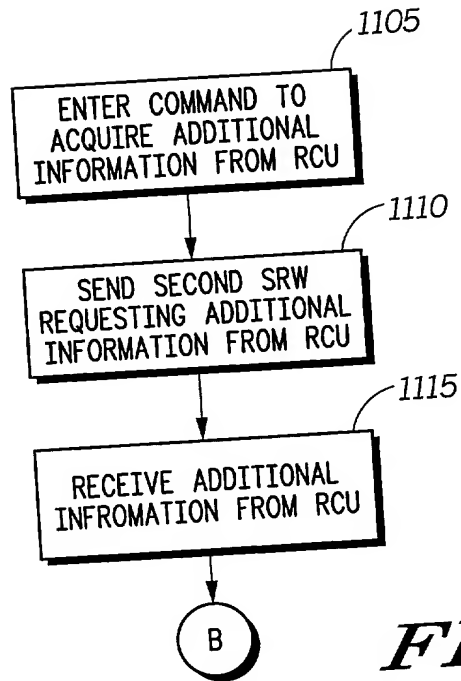 1105
ENTER COMMAND TO
ACQUIRE ADDITIONAL
INFORMATION FROM RCU
1110
SEND SECOND SRW
REQUESTING ADDITIONAL
INFORMATION FROM RCU
1115
RECEIVE ADDITIONAL
INFROMATION FROM RCU
B